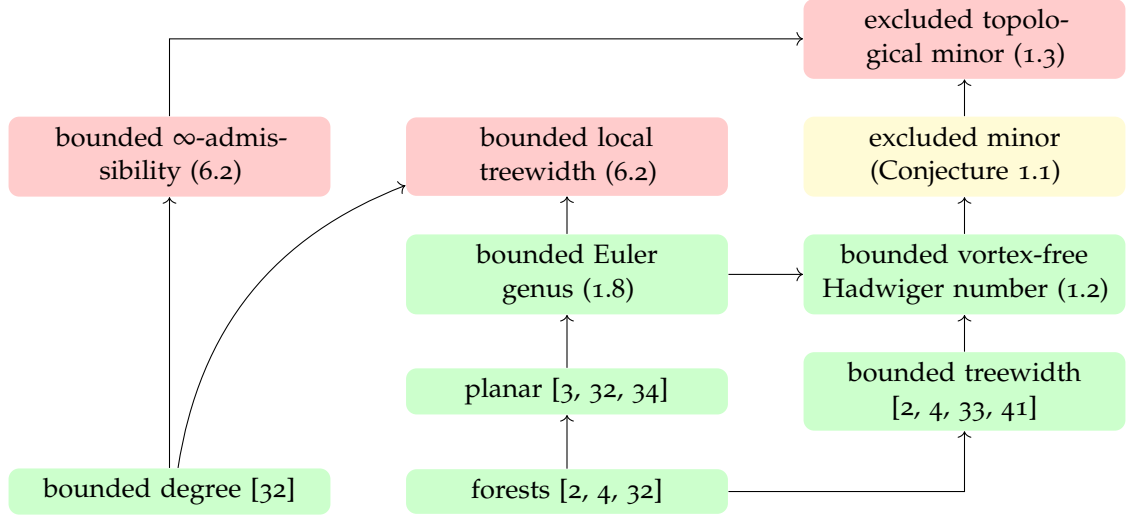 excluded topolo-
gical minor (1.3)
bounded ∞-admis-
sibility (6.2)
bounded local
treewidth (6.2)
excluded minor
(Conjecture 1.1)
bounded Euler
genus (1.8)
bounded vortex-free
Hadwiger number (1.2)
planar [3, 32, 34]
bounded treewidth
[2, 4, 33, 41]
bounded degree [32]
forests [2, 4, 32]